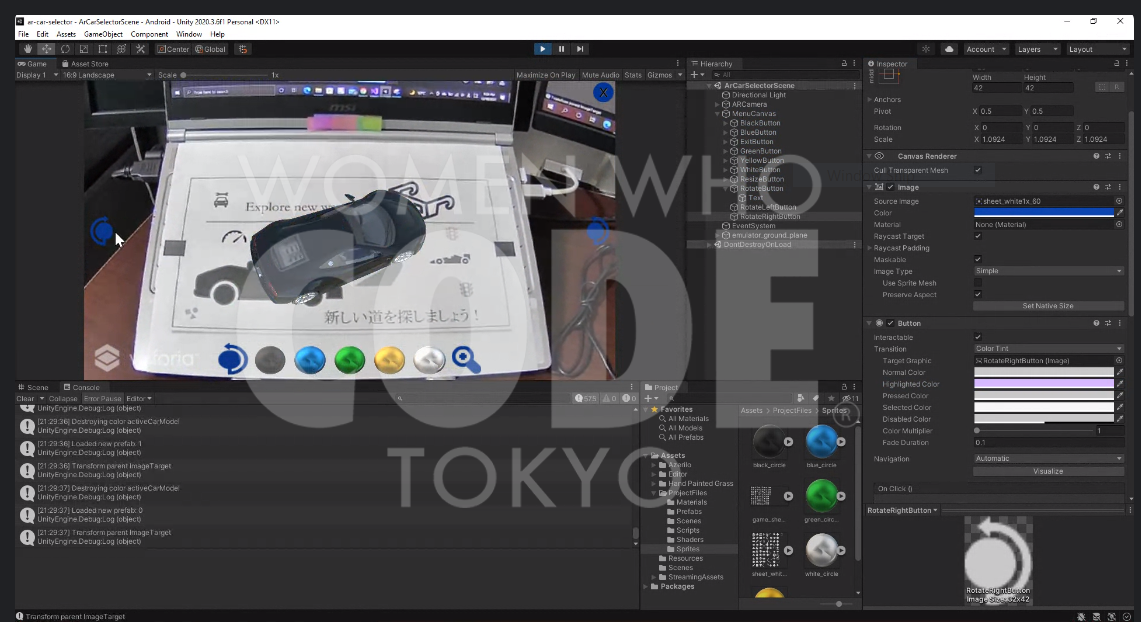 ar-car-selector - ArCarSelectorScene - Android - Unity 2020.3.6f1 Personal <DX11>
File Edit Assets GameObject Component Window Help
Center Global
Account Layers Layout
Game Asset Store
Display 1 16:9 Landscape Scale 1x Maximize On Play Mute Audio Stats Gizmos
msi
X
Explore new
新しい道を探しましょう!
vuforia
Hierarchy
All
ArCarSelectorScene
Directional Light
ARCamera
MenuCanvas
BlackButton
BlueButton
ExitButton
GreenButton
YellowButton
WhiteButton
ResizeButton
RotateButton
Text
RotateLeftButton
RotateRightButton
EventSystem
emulator.ground.plane
DontDestroyOnLoad
Inspector
Width Height
42 42
Anchors
Pivot X 0.5 Y 0.5
Rotation X 0 Y 0 Z 0
Scale X 1.0924 Y 1.0924 Z 1.0924
Canvas Renderer
Cull Transparent Mesh
Image
Source Image sheet_white1x_60
Color
Material None (Material)
Raycast Target
Raycast Padding
Maskable
Image Type Simple
Use Sprite Mesh
Preserve Aspect
Set Native Size
Button
Interactable
Transition Color Tint
Target Graphic RotateRightButton (Image)
Normal Color
Highlighted Color
Pressed Color
Selected Color
Disabled Color
Color Multiplier 1
Fade Duration 0.1
Navigation Automatic
Visualize
On Click ()
RotateRightButton
RotateRightButton
Image Size: 42x42
WOMEN WHO
CODE
TOKYO
®
Scene Console
Clear Collapse Error Pause Editor 575 0 0
UnityEngine.Debug:Log (object)
[21:29:36] Destroying color activeCarModel
UnityEngine.Debug:Log (object)
[21:29:36] Loaded new prefab: 1
UnityEngine.Debug:Log (object)
[21:29:36] Transform parent ImageTarget
UnityEngine.Debug:Log (object)
[21:29:37] Destroying color activeCarModel
UnityEngine.Debug:Log (object)
[21:29:37] Loaded new prefab: 0
UnityEngine.Debug:Log (object)
[21:29:37] Transform parent ImageTarget
UnityEngine.Debug:Log (object)
Project
11
Favorites
All Materials
All Models
All Prefabs
Assets
Azerilo
Editor
Hand Painted Grass
ProjectFiles
Materials
Prefabs
Scenes
Scripts
Shaders
Sprites
Resources
Scenes
StreamingAssets
Packages
Assets > ProjectFiles > Sprites
black_circle blue_circle
game_she... green_circ...
sheet_whit... white_circle
Transform parent ImageTarget